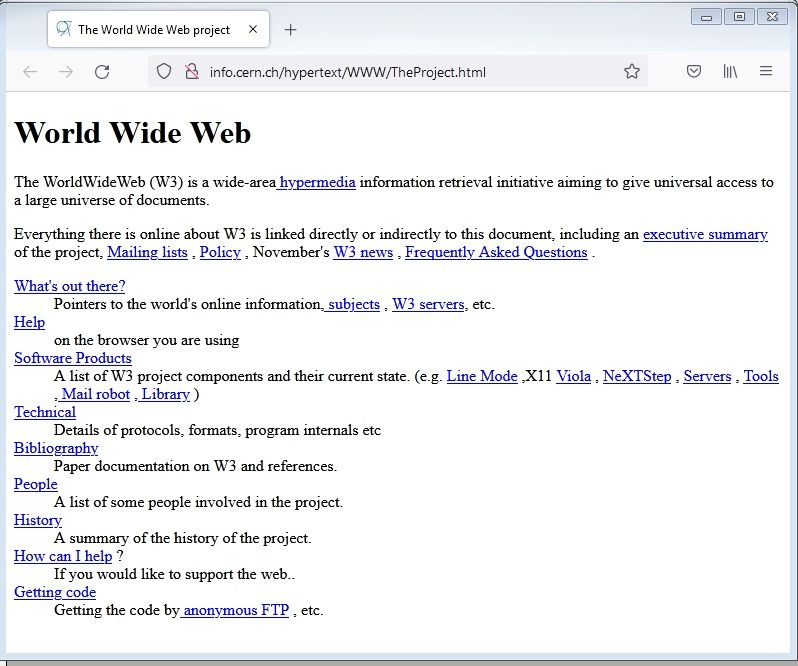 The World Wide Web project
info.cern.ch/hypertext/WWW/TheProject.html
World Wide Web
The WorldWideWeb (W3) is a wide-area hypermedia information retrieval initiative aiming to give universal access to
a large universe of documents.
Everything there is online about W3 is linked directly or indirectly to this document, including an executive summary
of the project, Mailing lists , Policy , November's W3 news , Frequently Asked Questions .
What's out there?
Pointers to the world's online information, subjects , W3 servers, etc.
Help
on the browser you are using
Software Products
A list of W3 project components and their current state. (e.g. Line Mode ,X11 Viola , NeXTStep , Servers , Tools
, Mail robot , Library )
Technical
Details of protocols, formats, program internals etc
Bibliography
Paper documentation on W3 and references.
People
A list of some people involved in the project.
History
A summary of the history of the project.
How can I help ?
If you would like to support the web..
Getting code
Getting the code by anonymous FTP , etc.